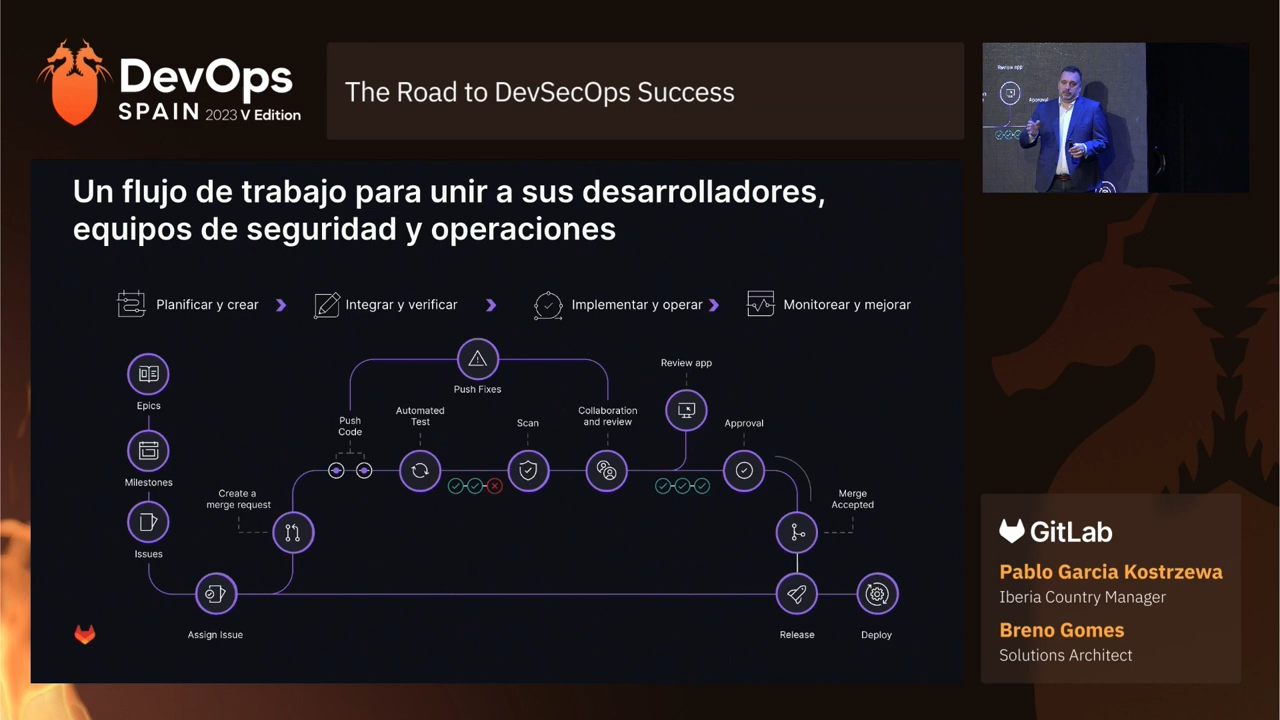 DevOps
SPAIN 2023 V Edition
The Road to DevSecOps Success
Review app
Approval
Un flujo de trabajo para unir a sus desarrolladores,
equipos de seguridad y operaciones
Planificar y crear
Integrar y verificar
Implementar y operar
Monitorear y mejorar
Epics
Milestones
Issues
Assign Issue
Create a
merge request
Push
Code
Push Fixes
Automated
Test
Scan
Collaboration
and review
Review app
Approval
Merge
Accepted
Release
Deploy
GitLab
Pablo Garcia Kostrzewa
Iberia Country Manager
Breno Gomes
Solutions Architect